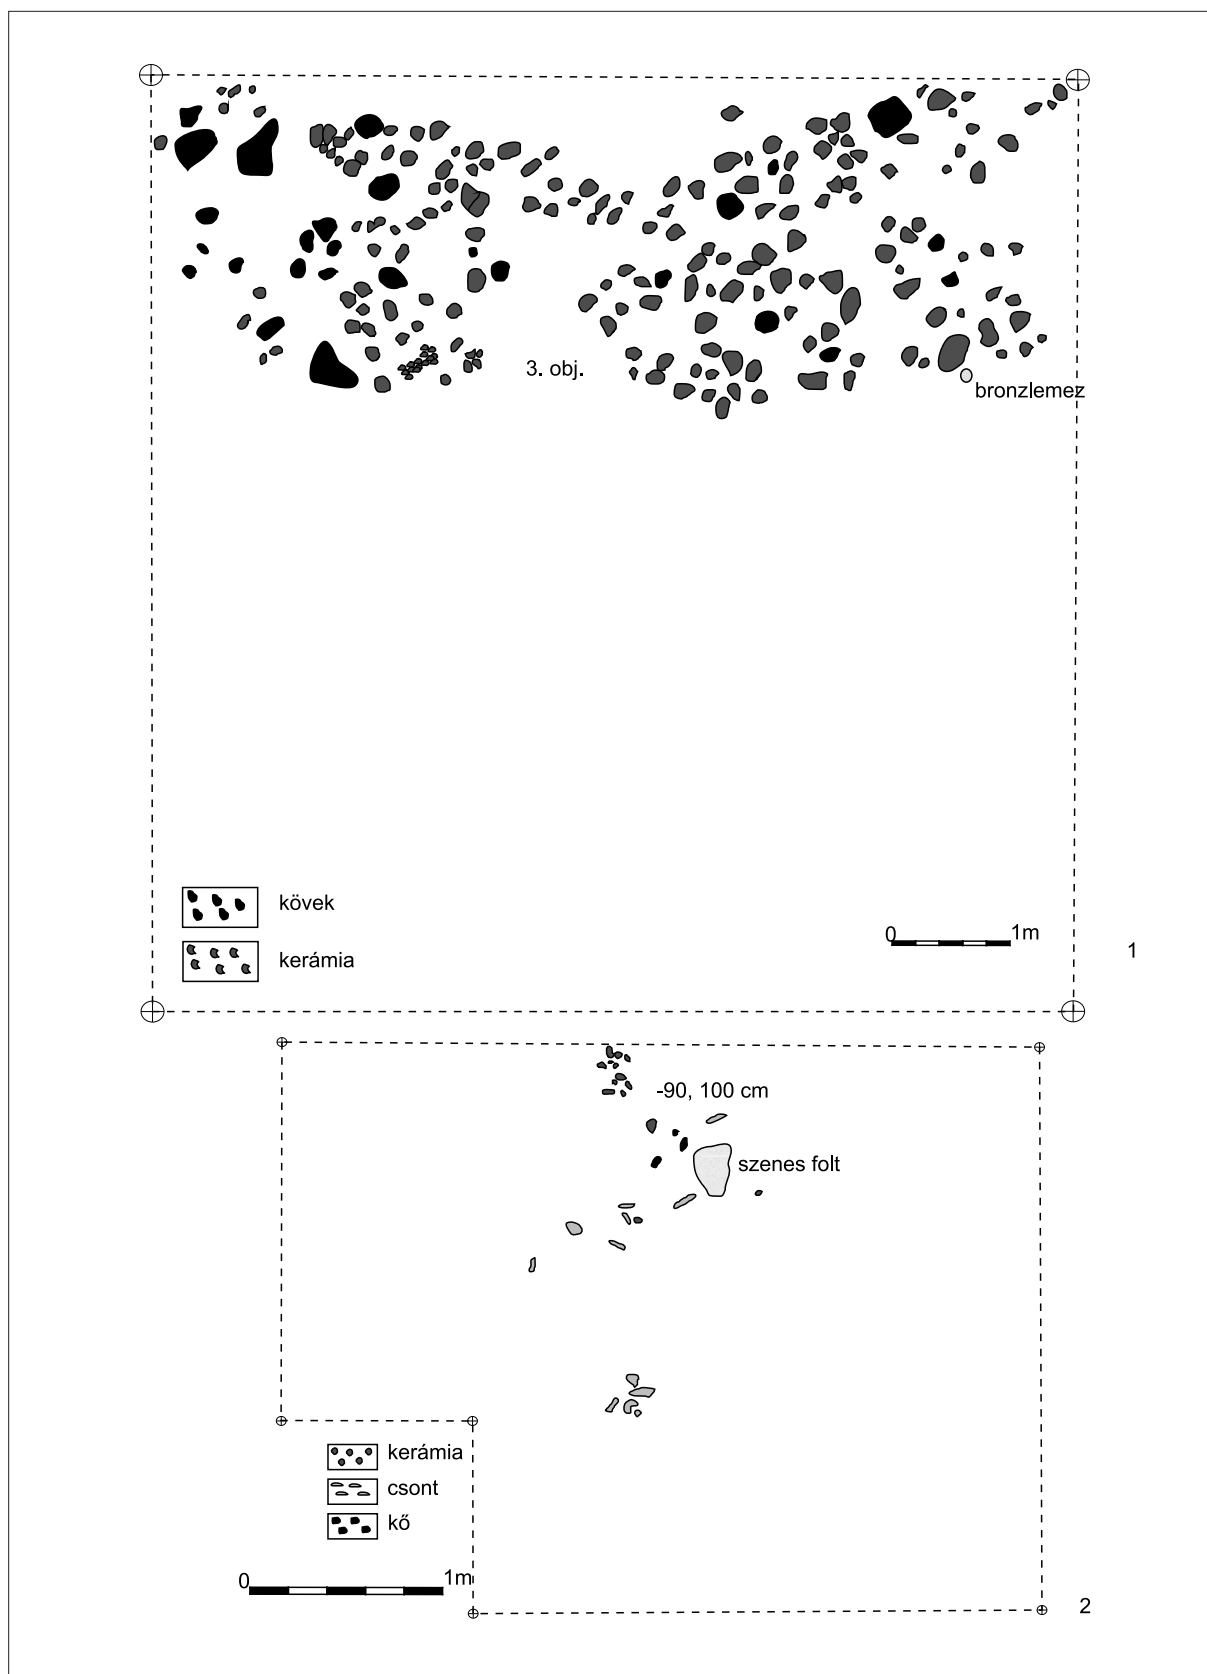 3. obj.
bronzlemez
kövek
kerámia
0 1m
1
-90, 100 cm
szenes folt
kerámia
csont
kő
0 1m
2